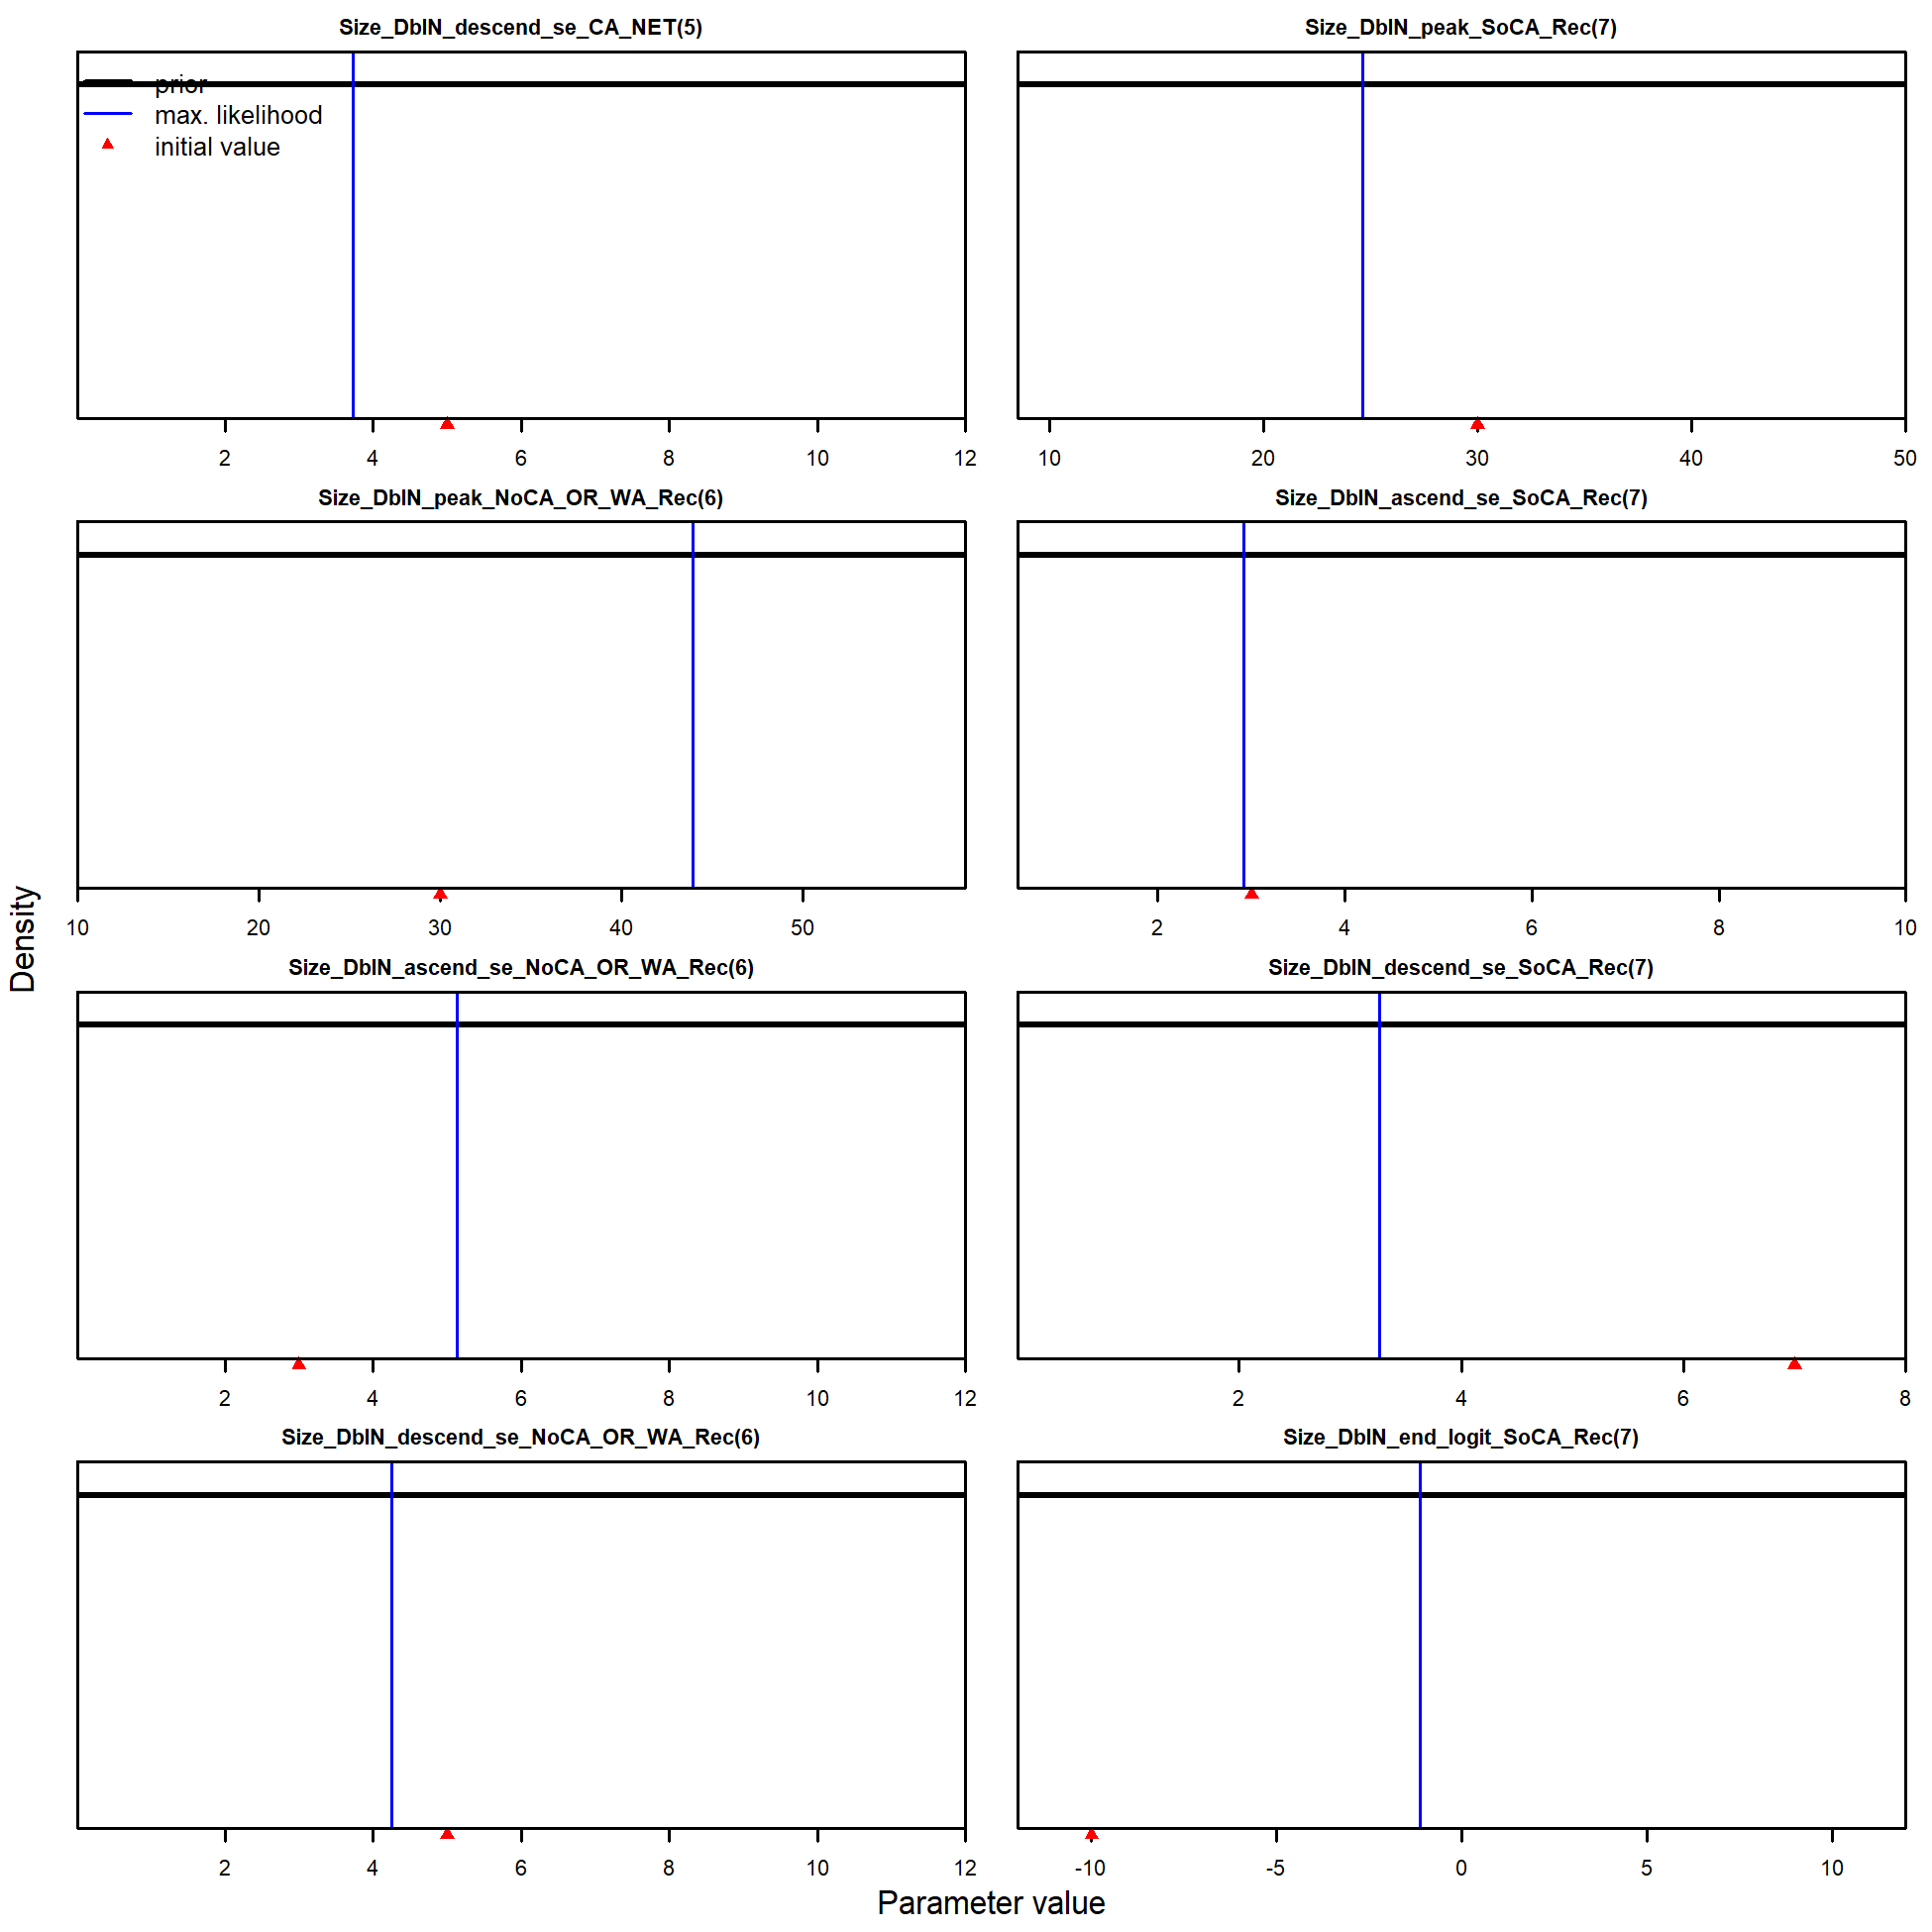 Size_DblN_descend_se_CA_NET(5)
prior
max. likelihood
initial value
2 4 6 8 10 12
Size_DblN_peak_SoCA_Rec(7)
10 20 30 40 50
Size_DblN_peak_NoCA_OR_WA_Rec(6)
10 20 30 40 50
Size_DblN_ascend_se_SoCA_Rec(7)
2 4 6 8 10
Size_DblN_ascend_se_NoCA_OR_WA_Rec(6)
2 4 6 8 10 12
Size_DblN_descend_se_SoCA_Rec(7)
2 4 6 8
Size_DblN_descend_se_NoCA_OR_WA_Rec(6)
2 4 6 8 10 12
Size_DblN_end_logit_SoCA_Rec(7)
-10 -5 0 5 10
Density
Parameter value